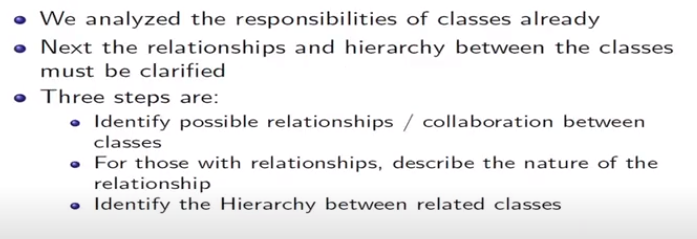 We analyzed the responsibilities of classes already
Next the relationships and hierarchy between the classes
must be clarified
Three steps are:
Identify possible relationships / collaboration between
classes
For those with relationships, describe the nature of the
relationship
Identify the Hierarchy between related classes